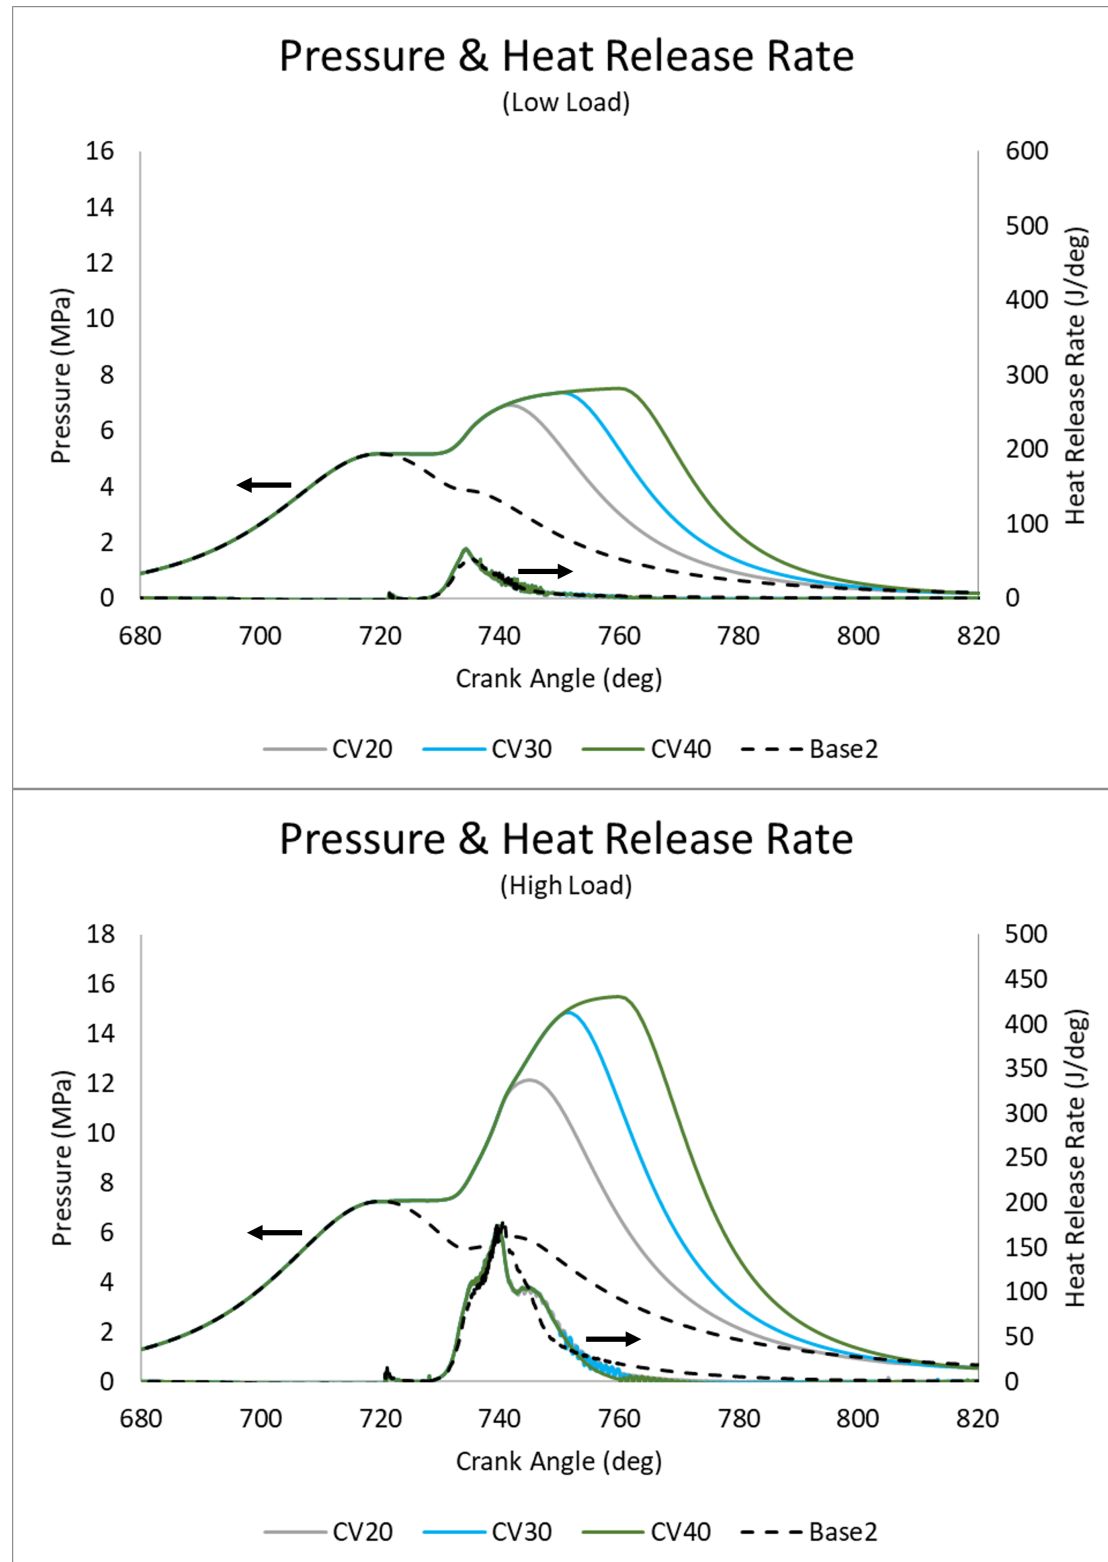 Pressure & Heat Release Rate
(Low Load)
16
14
12
10
8
6
4
2
0
Pressure (MPa)
600
500
400
300
200
100
0
Heat Release Rate (J/deg)
680 700 720 740 760 780 800 820
Crank Angle (deg)
CV20 CV30 CV40 Base2
Pressure & Heat Release Rate
(High Load)
18
16
14
12
10
8
6
4
2
0
Pressure (MPa)
500
450
400
350
300
250
200
150
100
50
0
Heat Release Rate (J/deg)
680 700 720 740 760 780 800 820
Crank Angle (deg)
CV20 CV30 CV40 Base2